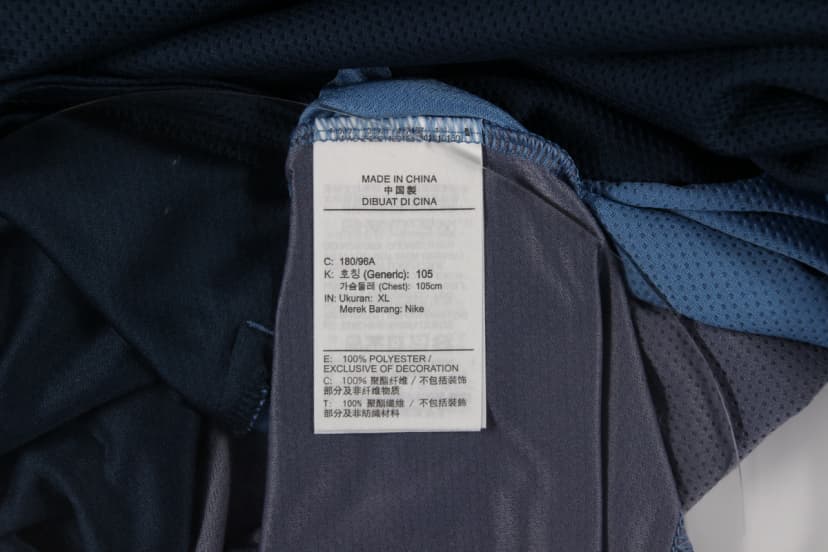 MADE IN CHINA
中国製
DIBUAT DI CINA
C: 180/96A
K: 호칭 (Generic): 105
가슴둘레 (Chest): 105cm
IN: Ukuran: XL
Merek Barang: Nike
E: 100% POLYESTER /
EXCLUSIVE OF DECORATION
C: 100% 聚酯纤维 / 不包括装饰
部分及非纤维物质
T: 100% 聚酯纖維 / 不包括裝飾
部分及非紡織材料